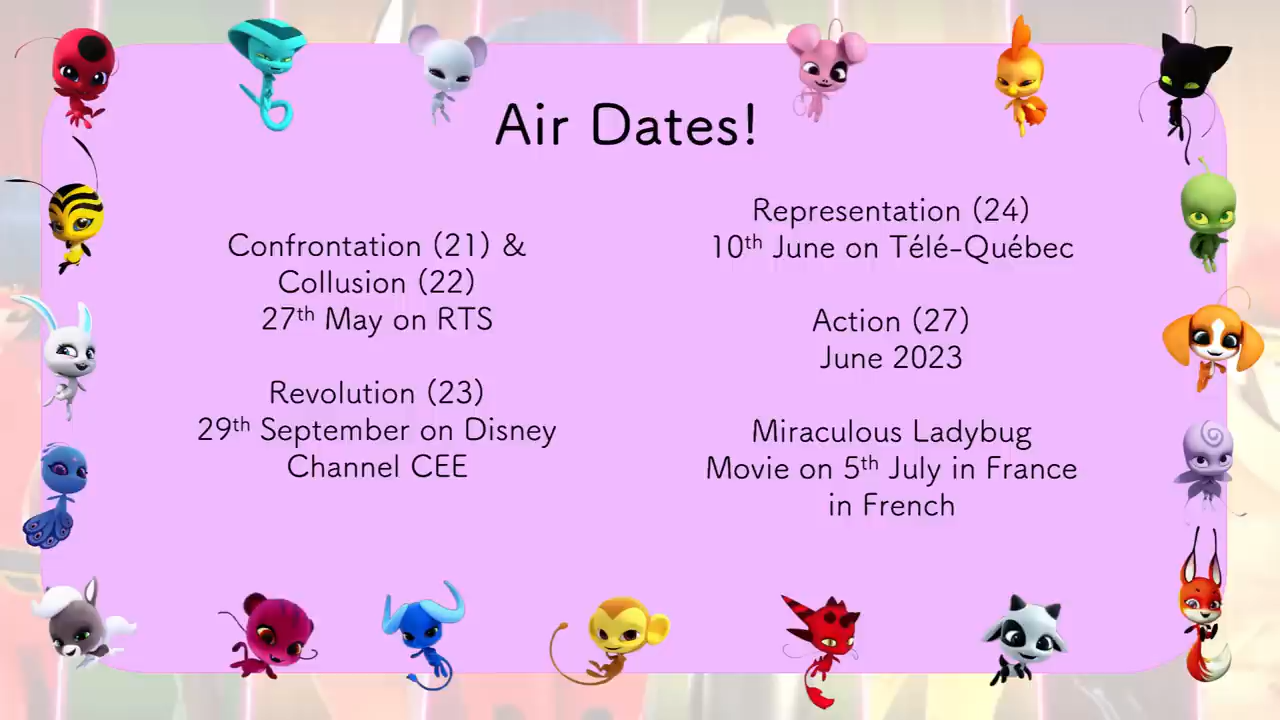 Air Dates!
Confrontation (21) &
Collusion (22)
27th May on RTS
Revolution (23)
29th September on Disney
Channel CEE
Representation (24)
10th June on Télé-Québec
Action (27)
June 2023
Miraculous Ladybug
Movie on 5th July in France
in French